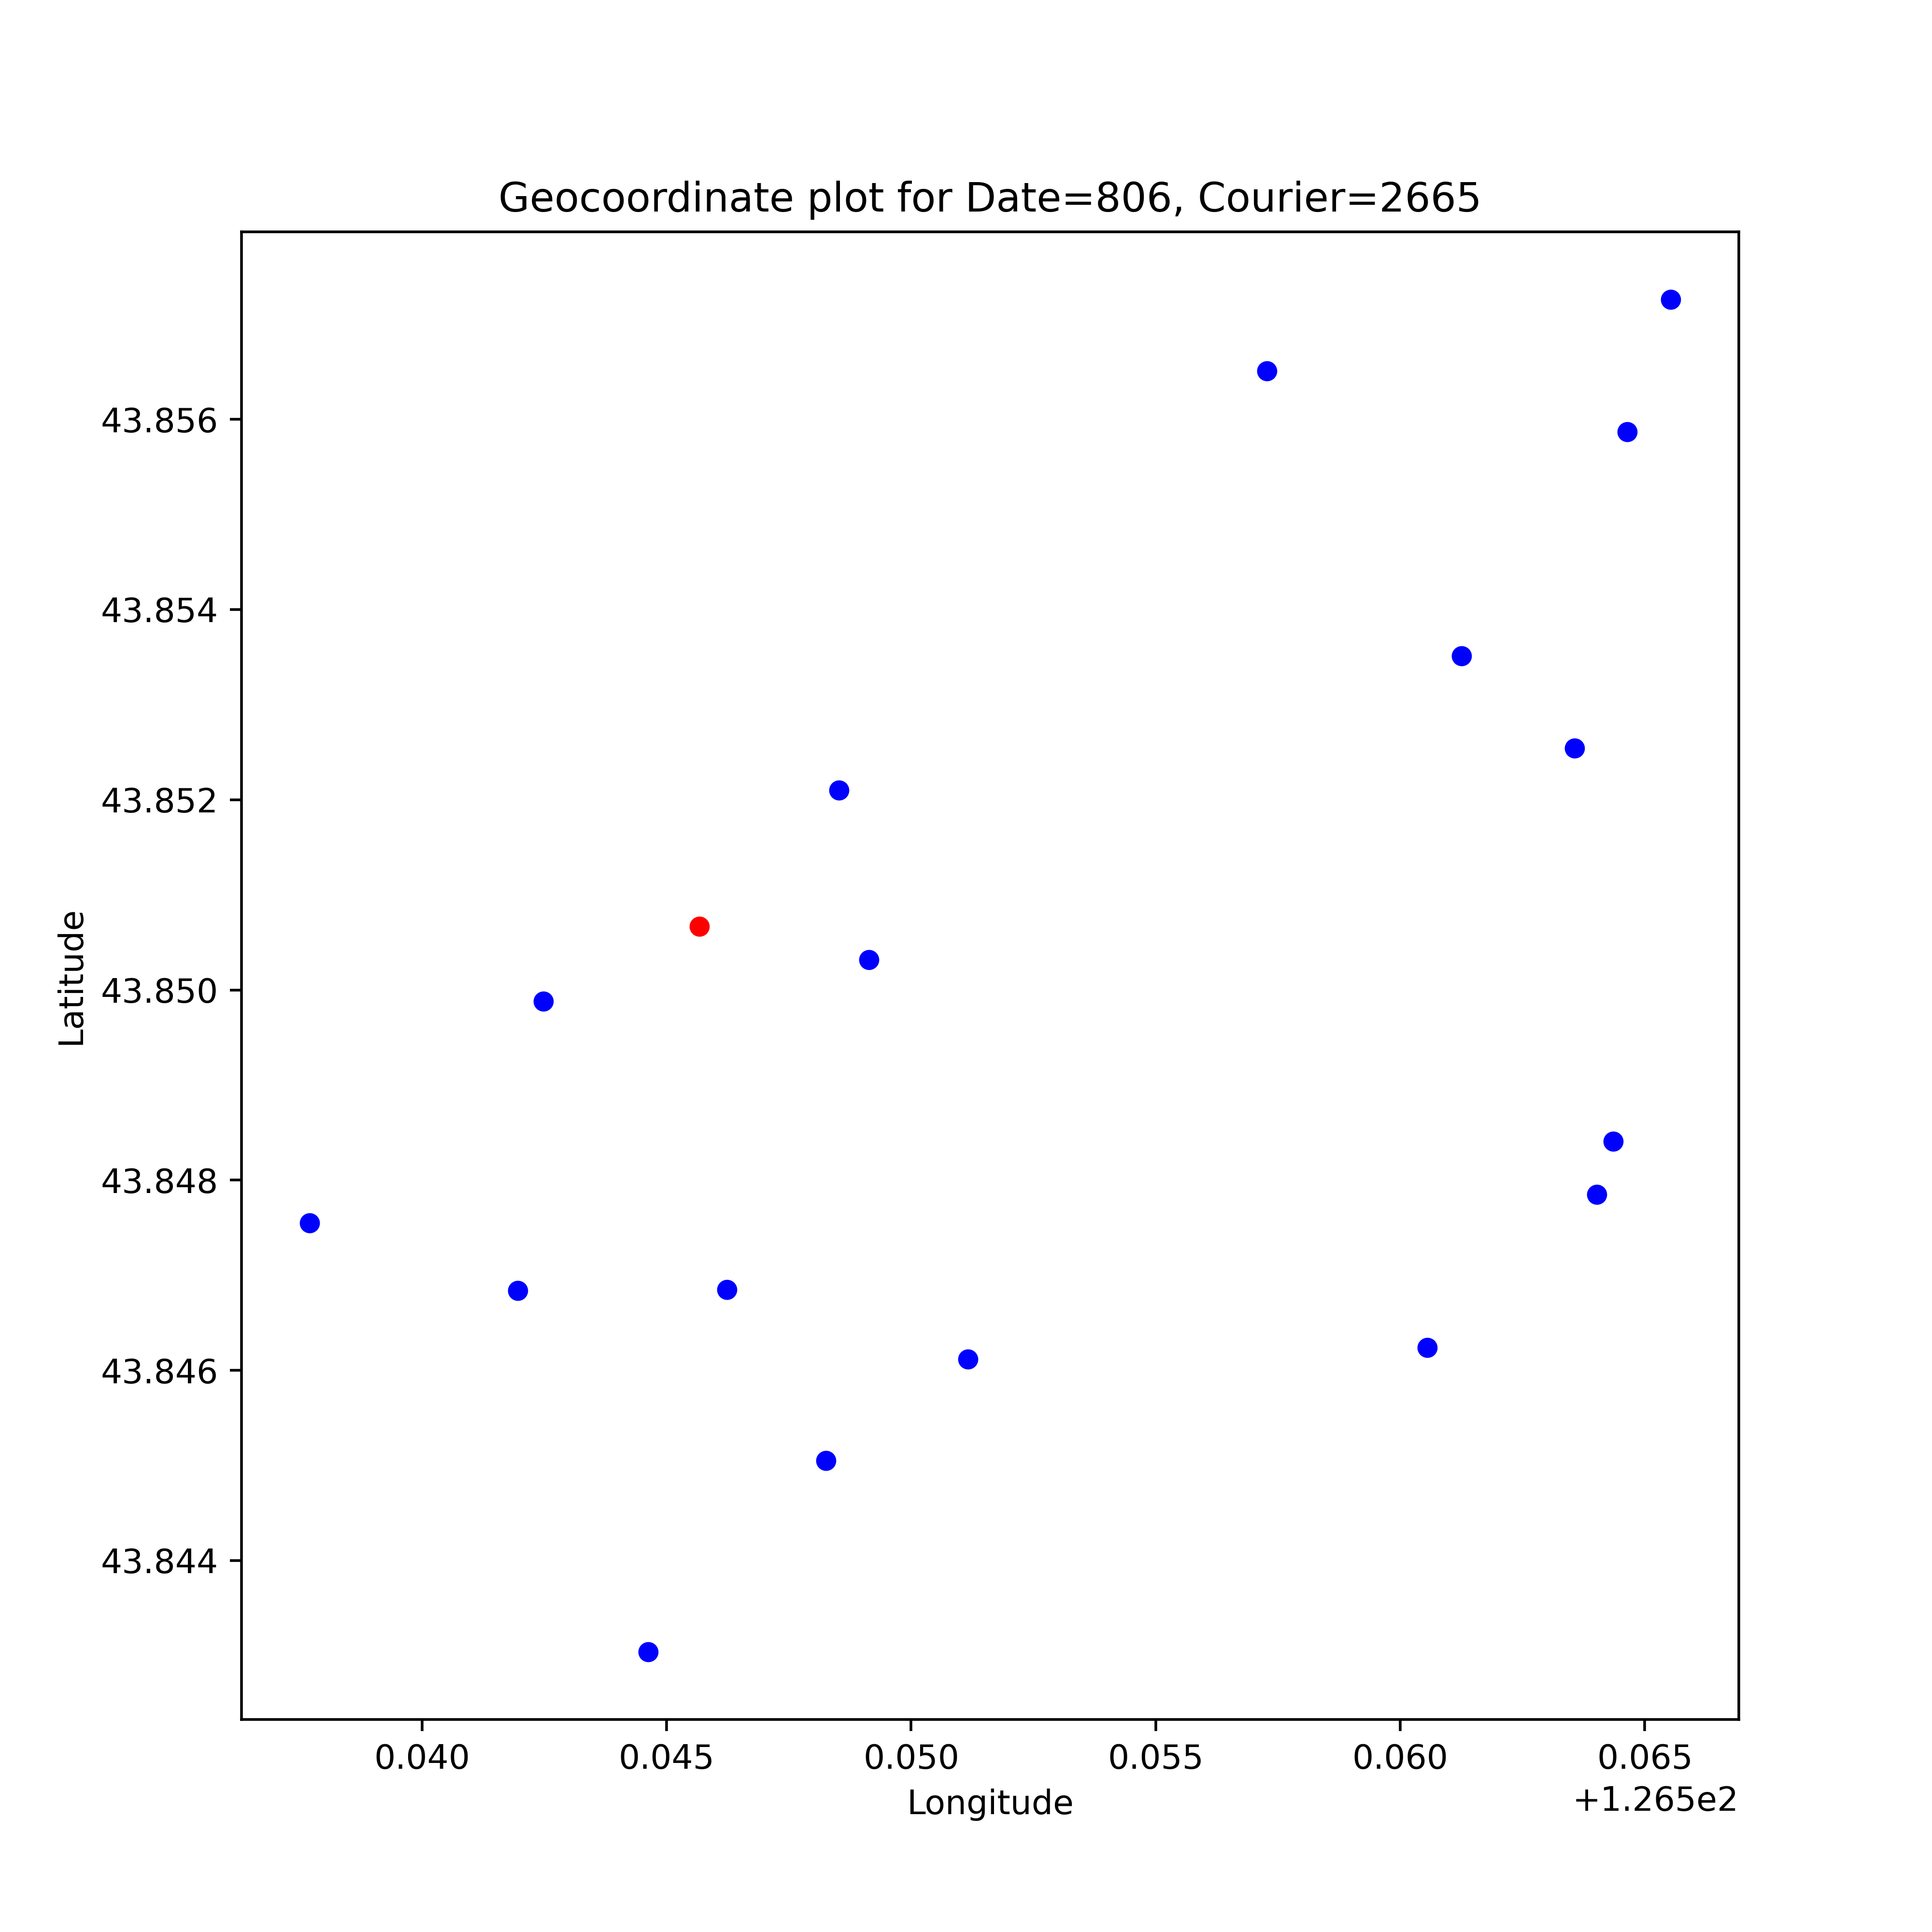 Geocoordinate plot for Date=806, Courier=2665
43.856
43.854
43.852
43.850
43.848
43.846
43.844
Latitude
0.040 0.045 0.050 0.055 0.060 0.065
+1.265e2
Longitude